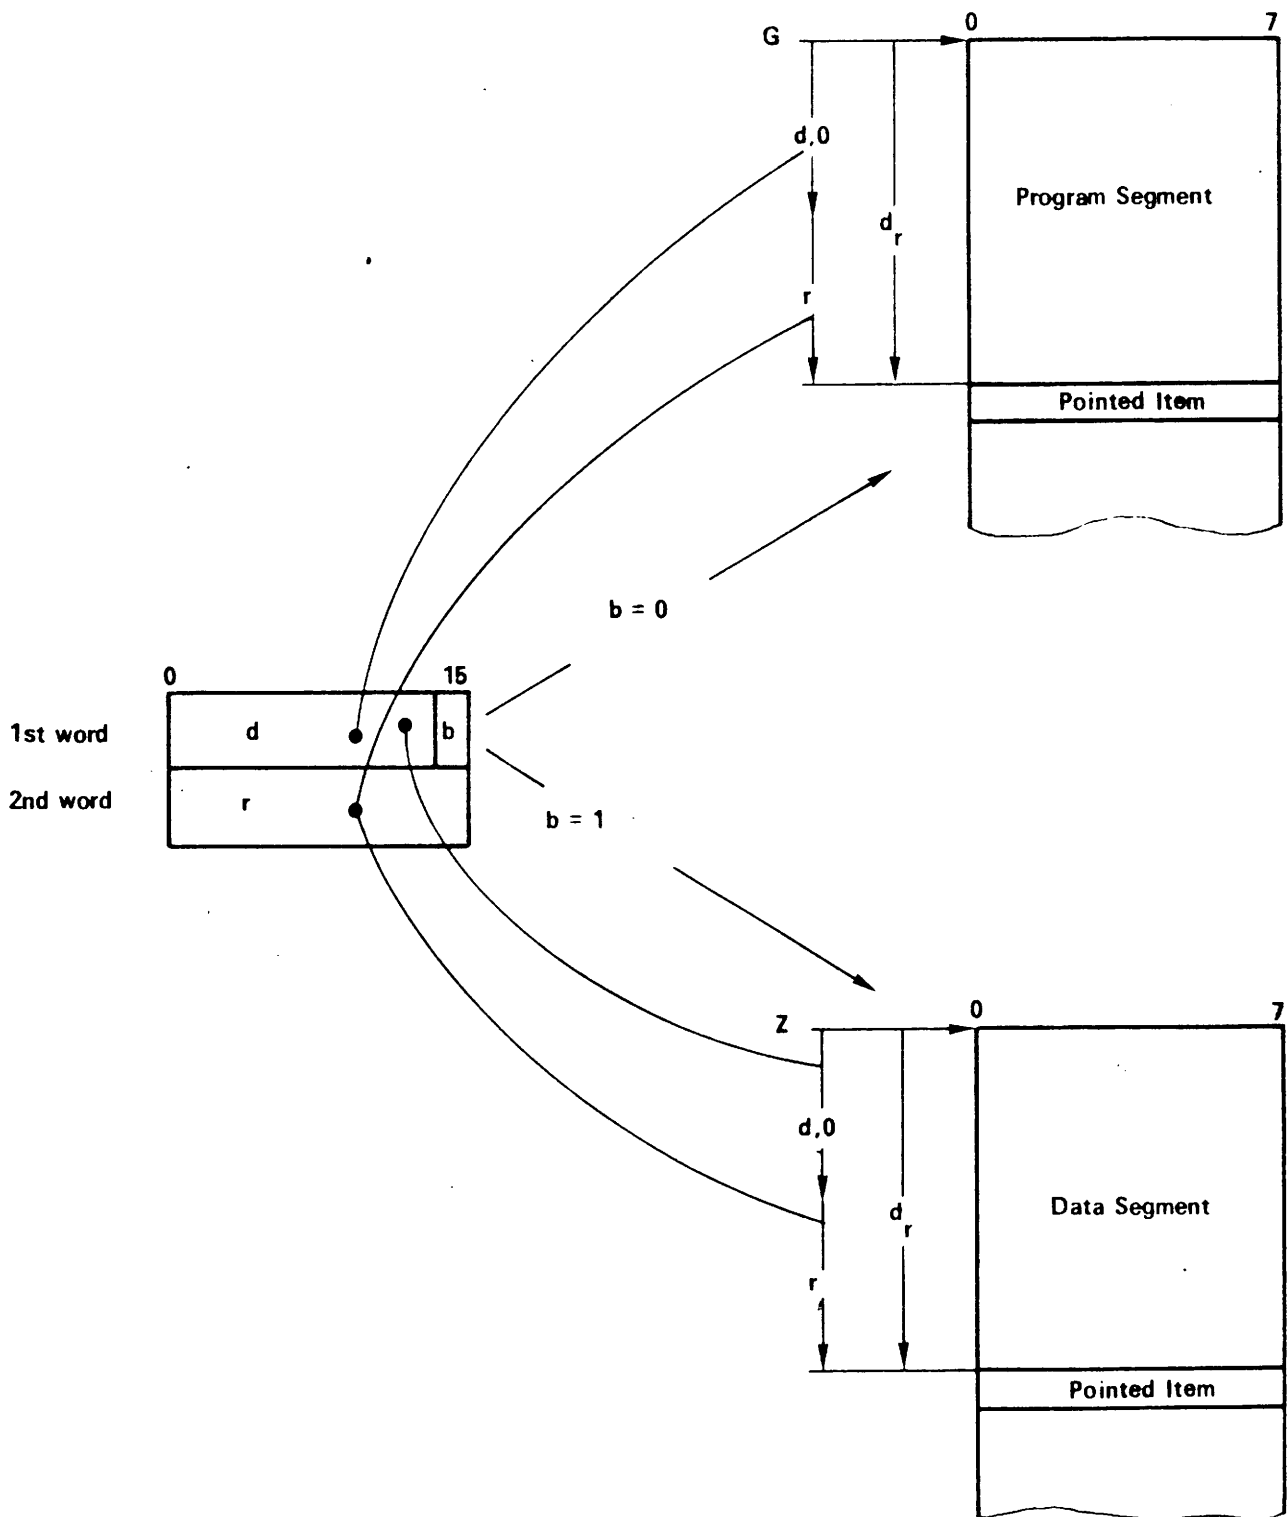 0 7
G
d,0
Program Segment
d
r
r
Pointed Item
b = 0
0 15
1st word d b
2nd word r
b = 1
0 7
Z
d,0
Data Segment
d
r
r
Pointed Item